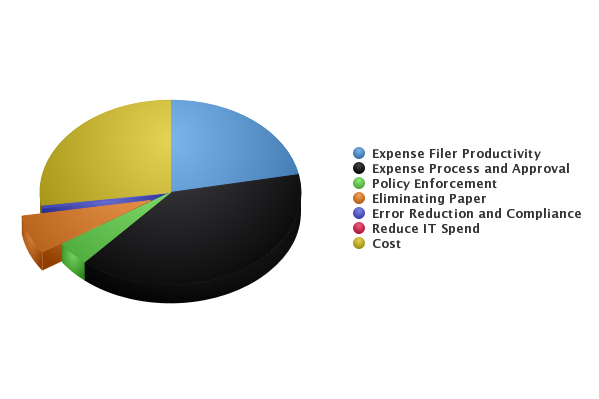 Expense Filer Productivity
Expense Process and Approval
Policy Enforcement
Eliminating Paper
Error Reduction and Compliance
Reduce IT Spend
Cost